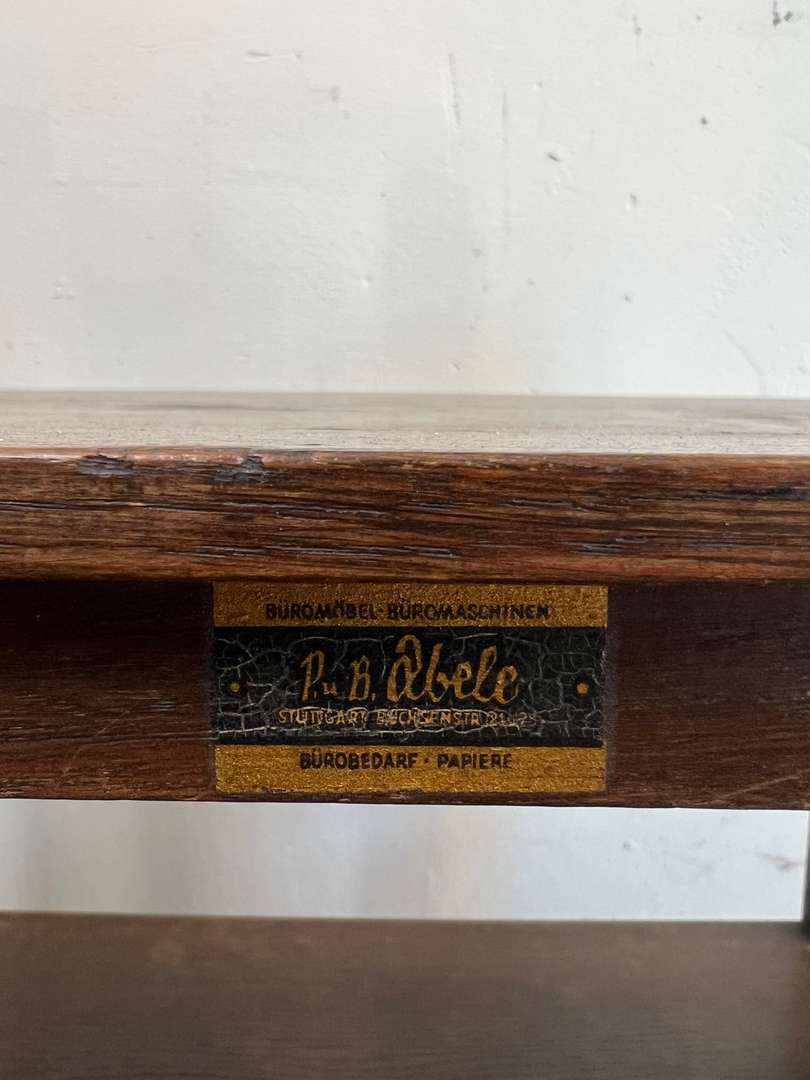 BÜROMÖBEL·BÜROMASCHINEN
P. u B. Abele
STUTTGART BÜCHSENSTR
BÜROBEDARF · PAPIERE